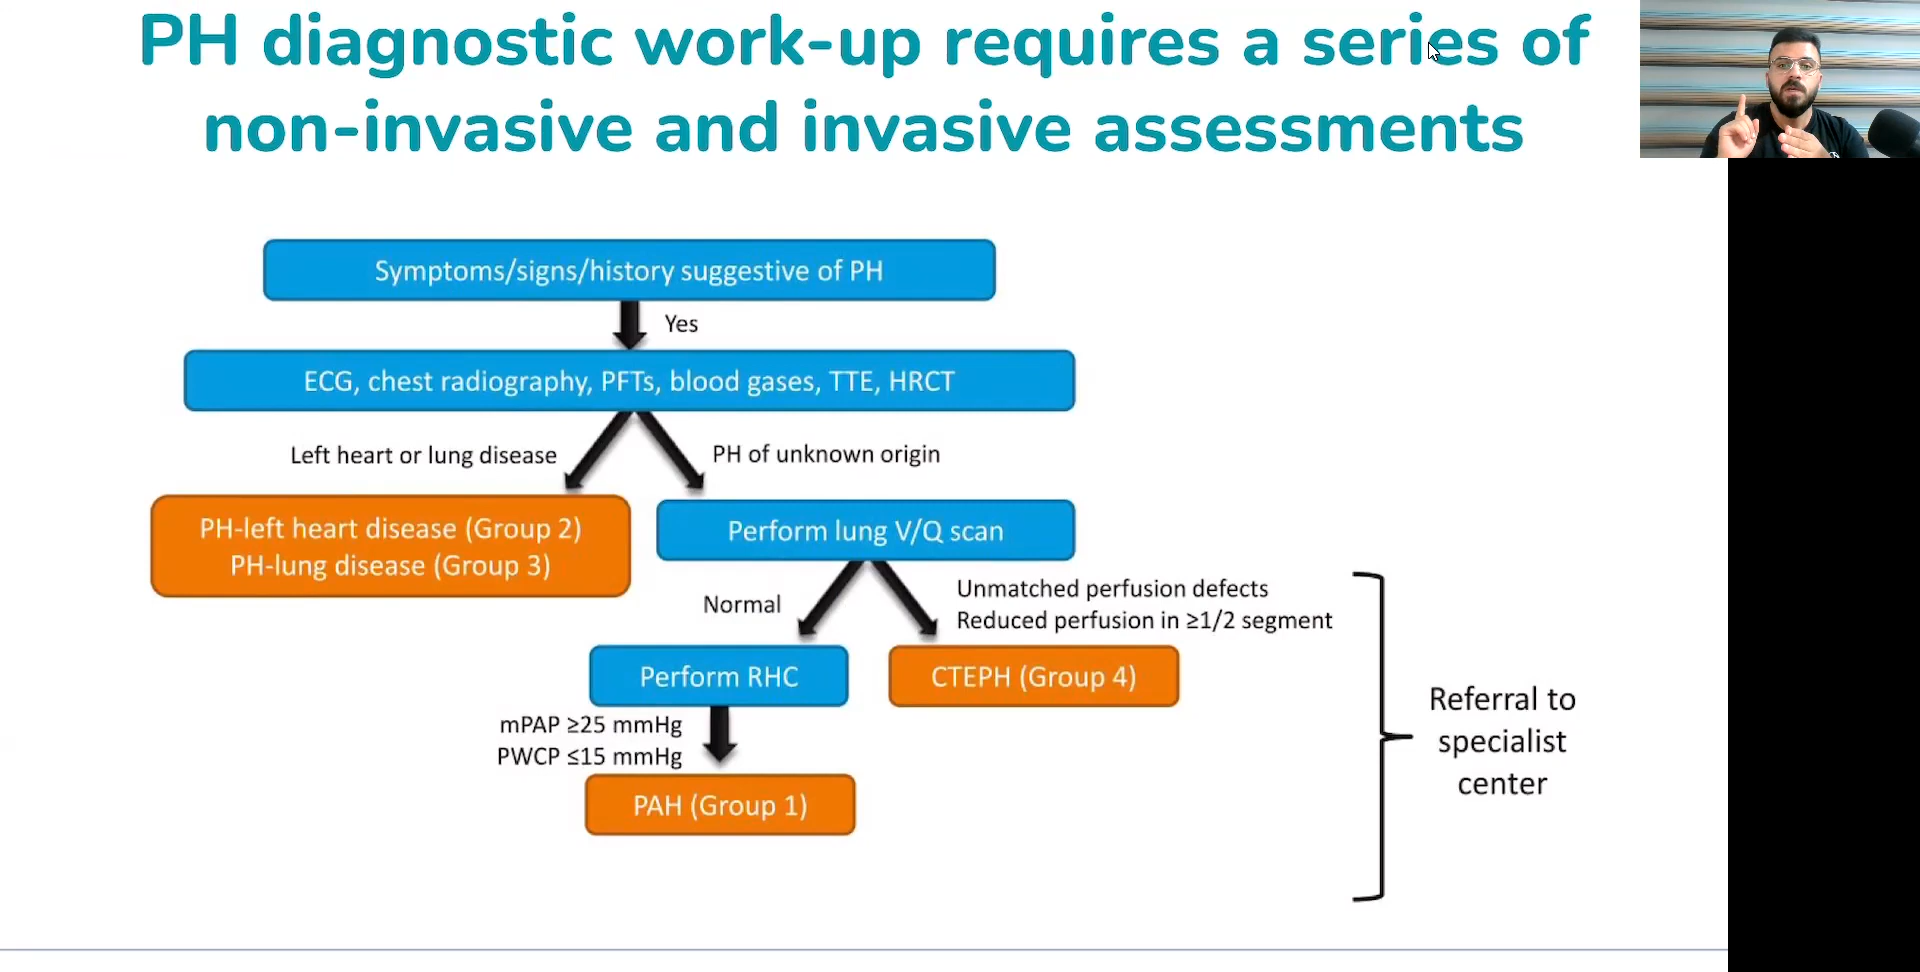 PH diagnostic work-up requires a series of
non-invasive and invasive assessments
Symptoms/signs/history suggestive of PH
Yes
ECG, chest radiography, PFTs, blood gases, TTE, HRCT
Left heart or lung disease
PH of unknown origin
PH-left heart disease (Group 2)
PH-lung disease (Group 3)
Perform lung V/Q scan
Normal
Unmatched perfusion defects
Reduced perfusion in ≥1/2 segment
Perform RHC
CTEPH (Group 4)
mPAP ≥25 mmHg
PWCP ≤15 mmHg
PAH (Group 1)
Referral to
specialist
center